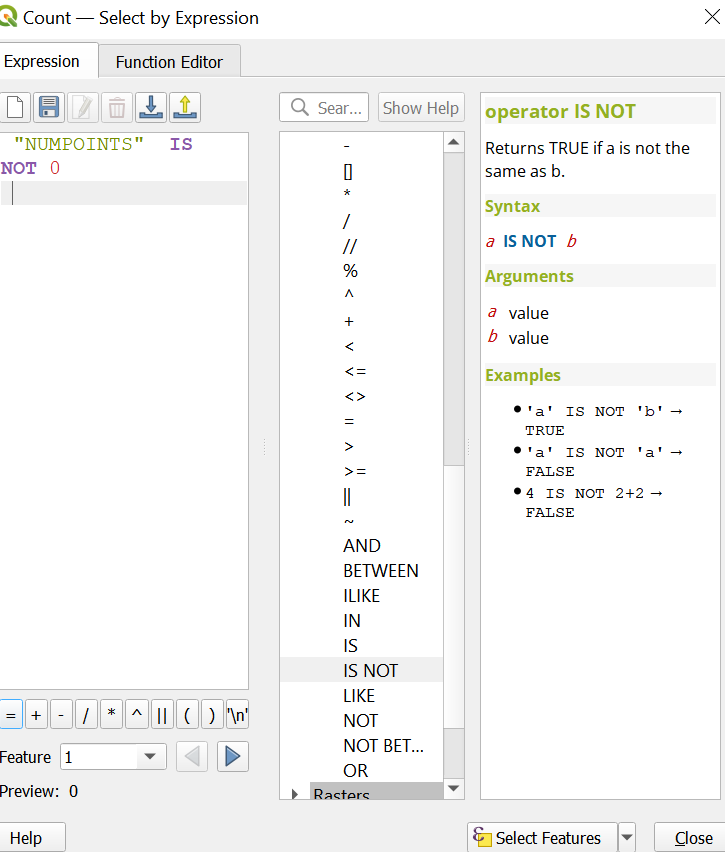 Count — Select by Expression
Expression
Function Editor
Sear...
Show Help
"NUMPOINTS" IS
NOT 0
-
[]
*
/
//
%
^
+
<
<=
<>
=
>
>=
||
~
AND
BETWEEN
ILIKE
IN
IS
IS NOT
LIKE
NOT
NOT BET...
OR
Rasters
operator IS NOT
Returns TRUE if a is not the
same as b.
Syntax
a IS NOT b
Arguments
a value
b value
Examples
'a' IS NOT 'b' →
TRUE
'a' IS NOT 'a' →
FALSE
4 IS NOT 2+2 →
FALSE
= + - / * ^ || ( ) '\n'
Feature 1
Preview: 0
Help
Select Features
Close